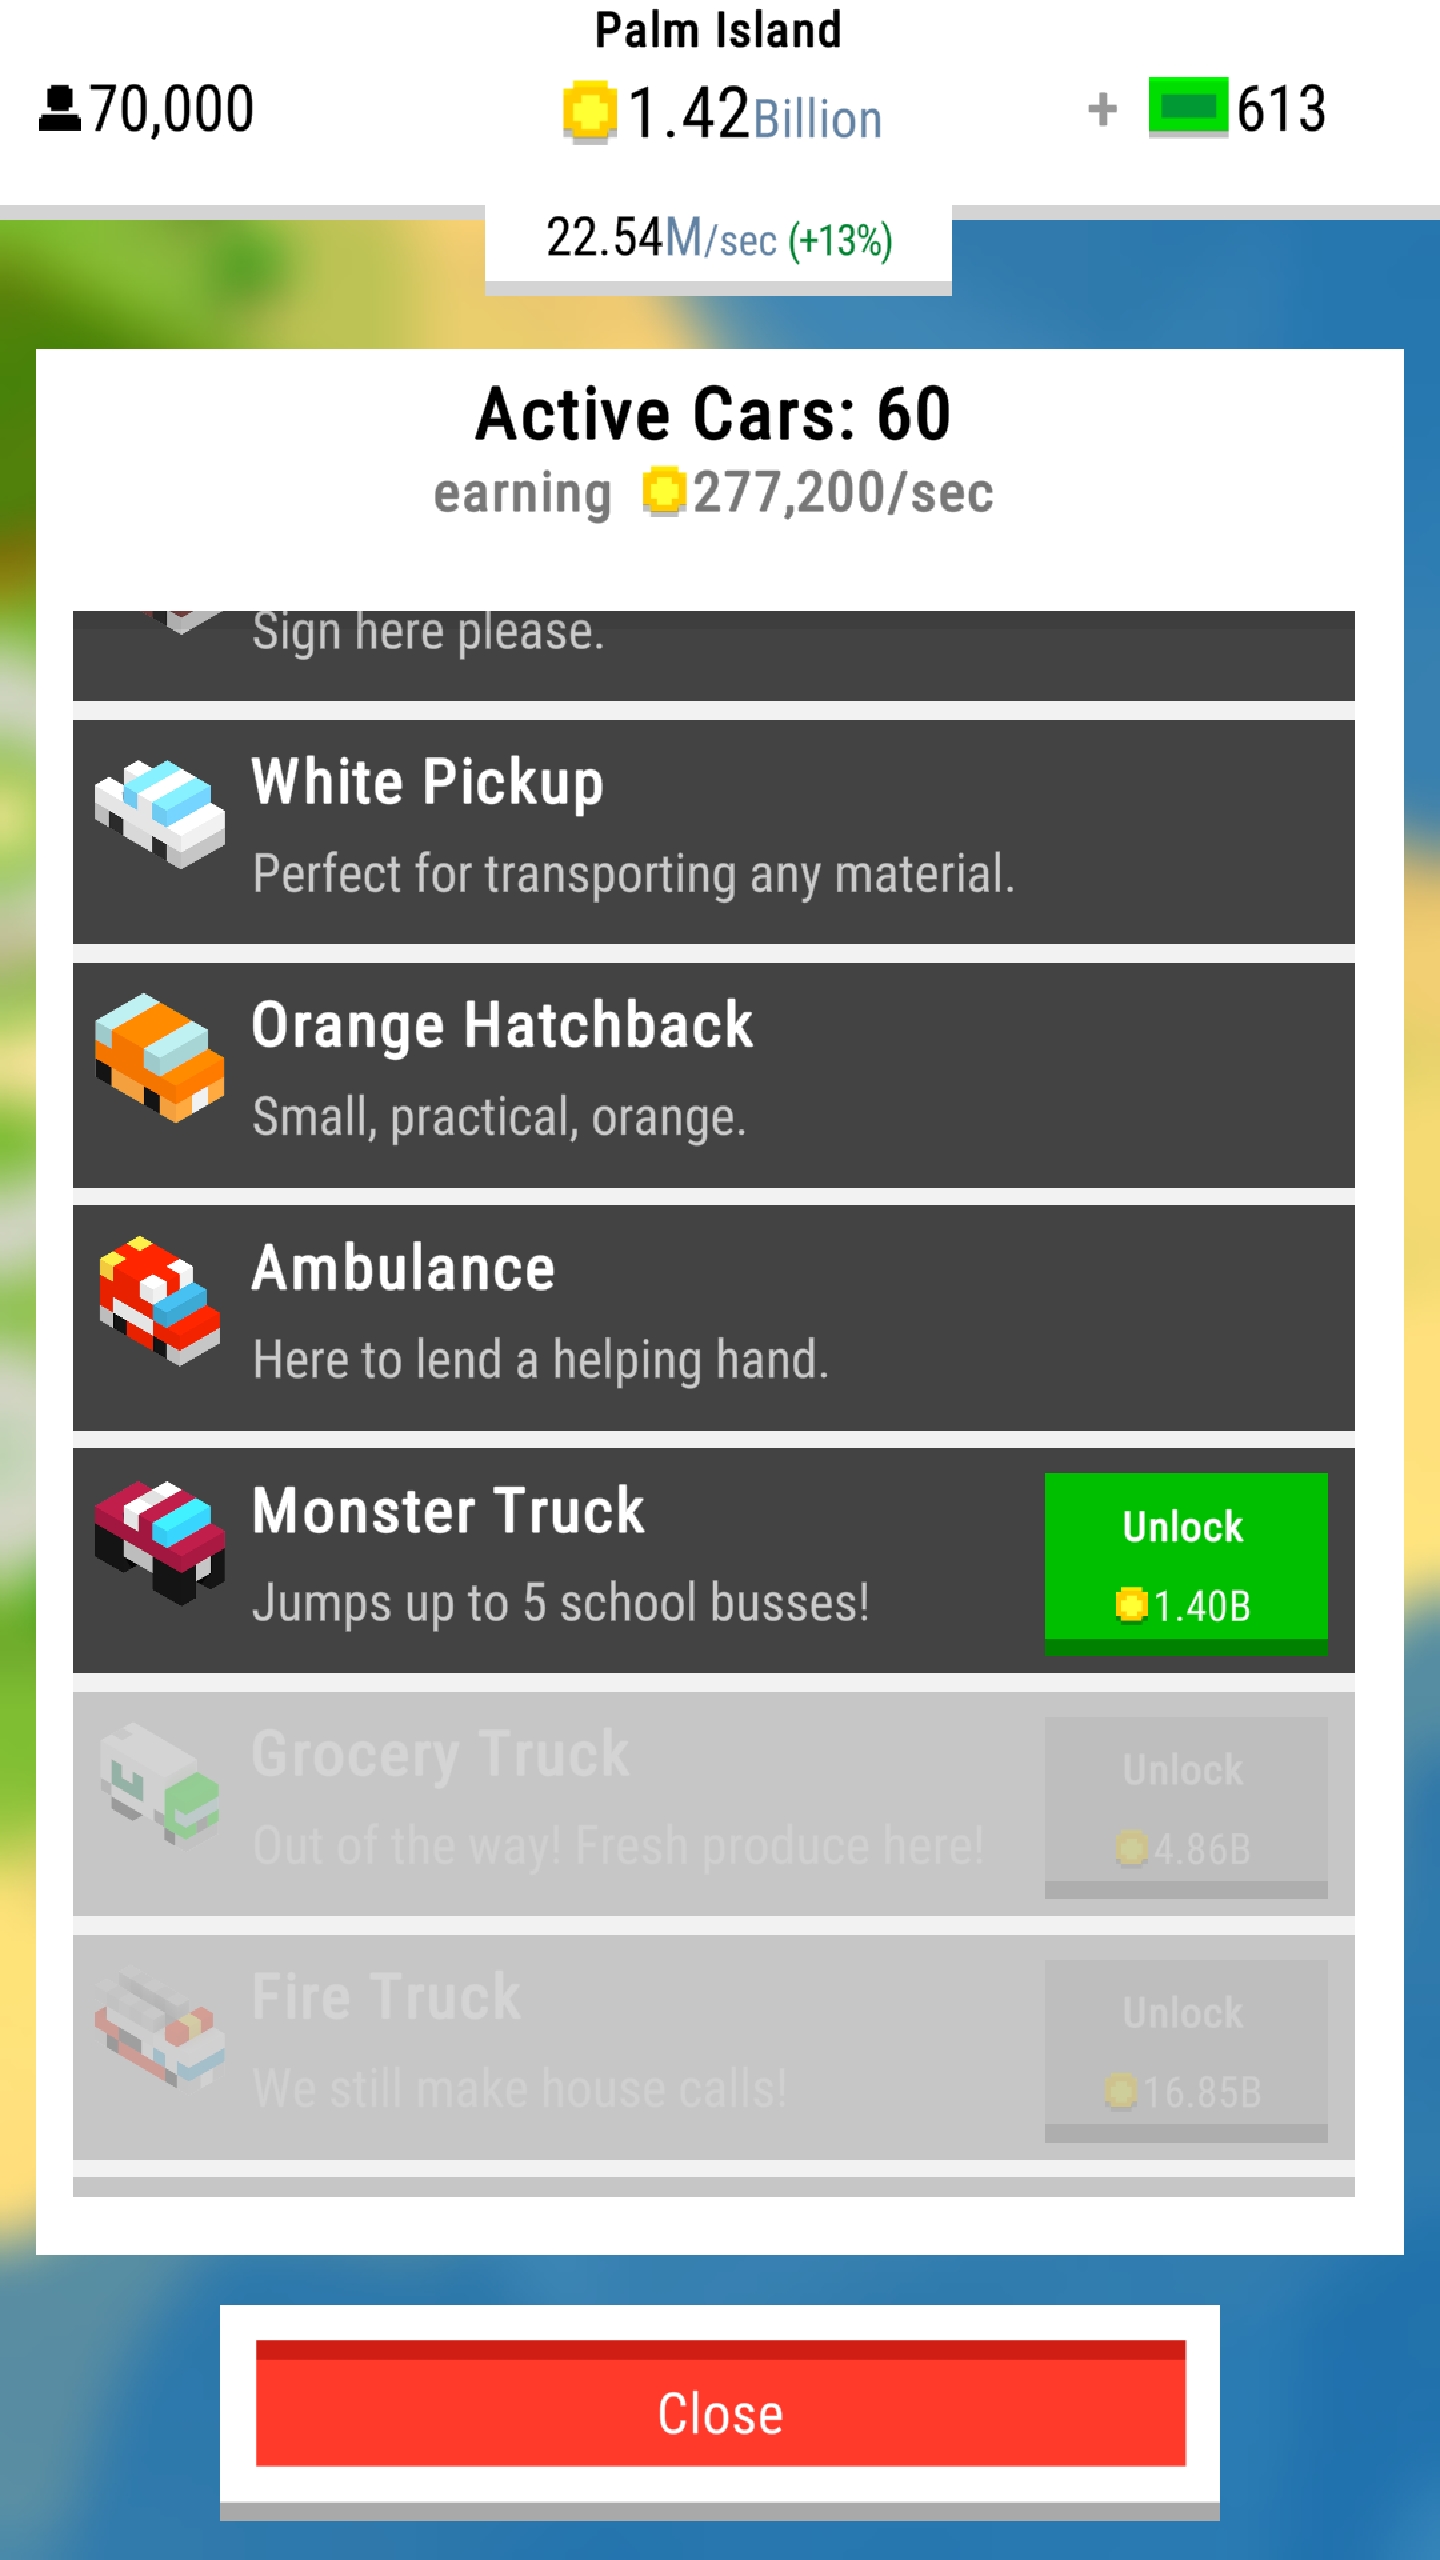 Palm Island
70,000
1.42Billion
+ 613
22.54M/sec (+13%)
Active Cars: 60
earning 277,200/sec
Sign here please.
White Pickup
Perfect for transporting any material.
Orange Hatchback
Small, practical, orange.
Ambulance
Here to lend a helping hand.
Monster Truck
Jumps up to 5 school busses!
Unlock
1.40B
Grocery Truck
Out of the way! Fresh produce here!
Unlock
4.86B
Fire Truck
We still make house calls!
Unlock
16.85B
Close